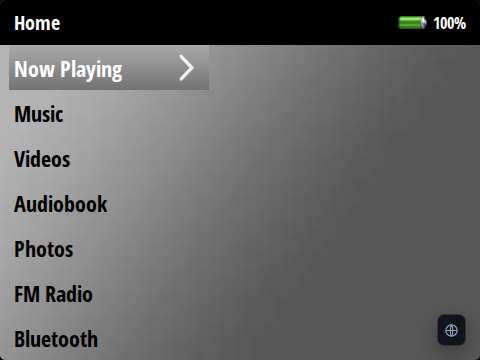 Home
100%
Now Playing
Music
Videos
Audiobook
Photos
FM Radio
Bluetooth